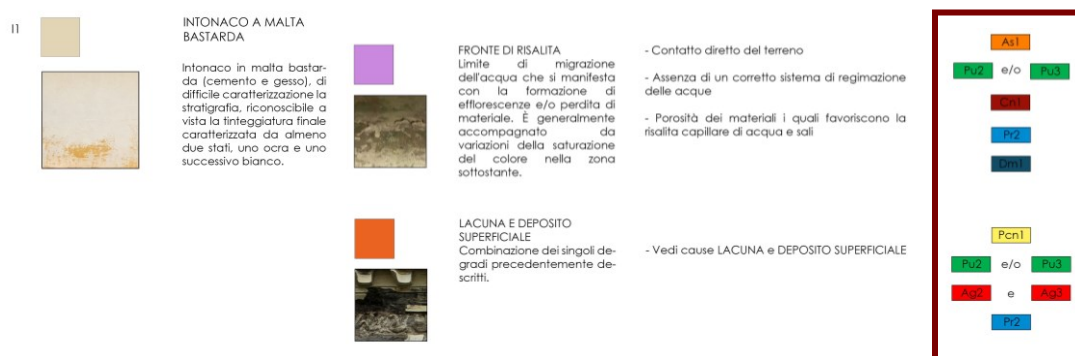 I1
INTONACO A MALTA
BASTARDA
Intonaco in malta bastar-
da (cemento e gesso), di
difficile caratterizzazione la
stratigrafia, riconoscibile a
vista la tinteggiatura finale
caratterizzata da almeno
due stati, uno ocra e uno
successivo bianco.
FRONTE DI RISALITA
Limite di migrazione
dell'acqua che si manifesta
con la formazione di
efflorescenze e/o perdita di
materiale. È generalmente
accompagnato da
variazioni della saturazione
del colore nella zona
sottostante.
- Contatto diretto del terreno
- Assenza di un corretto sistema di regimazione
delle acque
- Porosità dei materiali i quali favoriscono la
risalita capillare di acqua e sali
As1
Pu2 e/o Pu3
Cn1
Pr2
Dm1
LACUNA E DEPOSITO
SUPERFICIALE
Combinazione dei singoli de-
gradi precedentemente de-
scritti.
- Vedi cause LACUNA e DEPOSITO SUPERFICIALE
Pcn1
Pu2 e/o Pu3
Ag2 e Ag3
Pr2